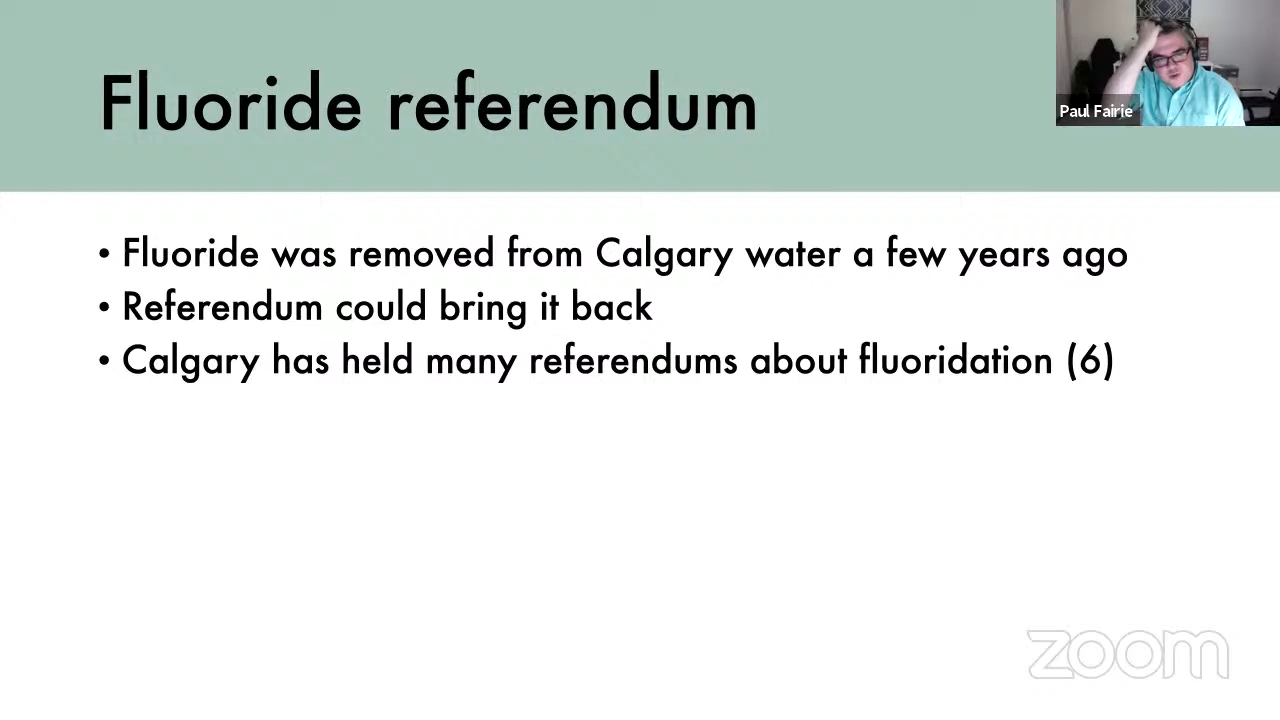 Fluoride referendum
Paul Fairie
• Fluoride was removed from Calgary water a few years ago
• Referendum could bring it back
• Calgary has held many referendums about fluoridation (6)
zoom